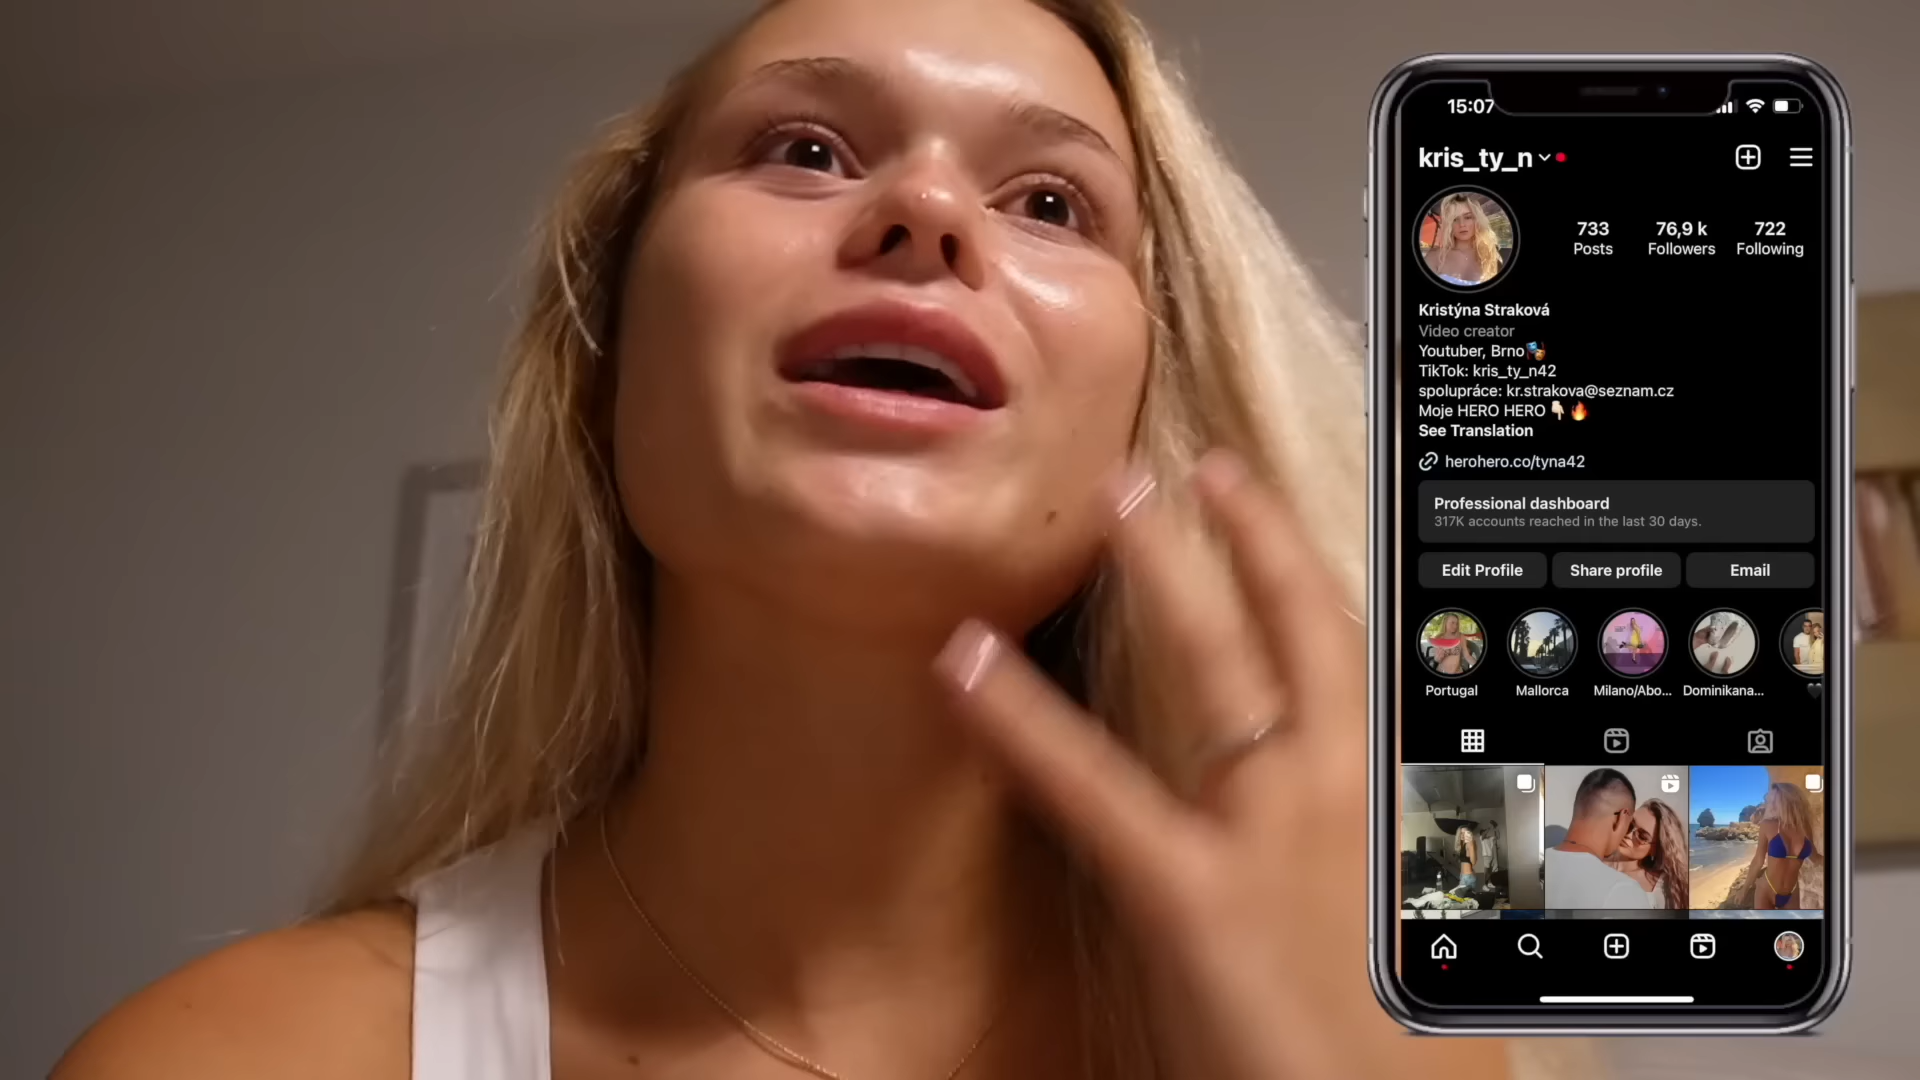 15:07
kris_ty_n
733 76,9 k 722
Posts Followers Following
Kristýna Straková
Video creator
Youtuber, Brno
TikTok: kris_ty_n42
spolupráce: kr.strakova@seznam.cz
Moje HERO HERO
See Translation
herohero.co/tyna42
Professional dashboard
317K accounts reached in the last 30 days.
Edit Profile Share profile Email
Portugal Mallorca Milano/Abo... Dominikana...